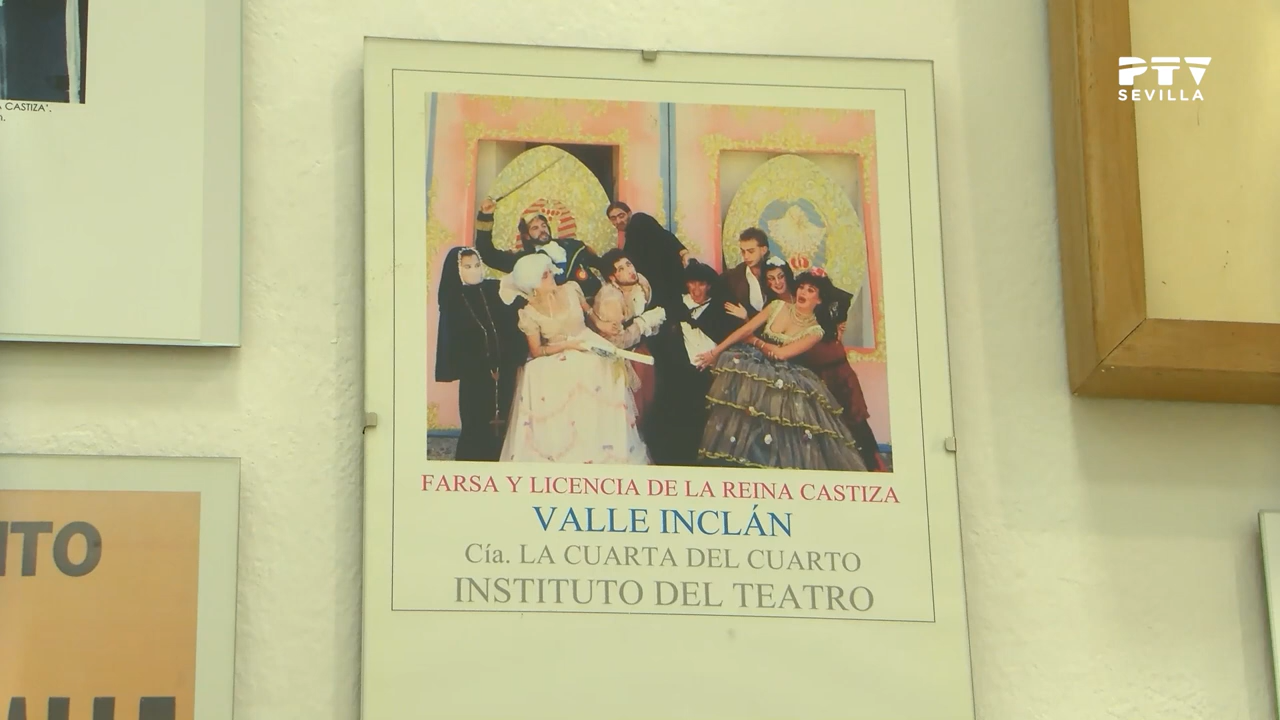 PTV
SEVILLA
CASTIZA'.
FARSA Y LICENCIA DE LA REINA CASTIZA
VALLE INCLÁN
Cía. LA CUARTA DEL CUARTO
INSTITUTO DEL TEATRO
ITO